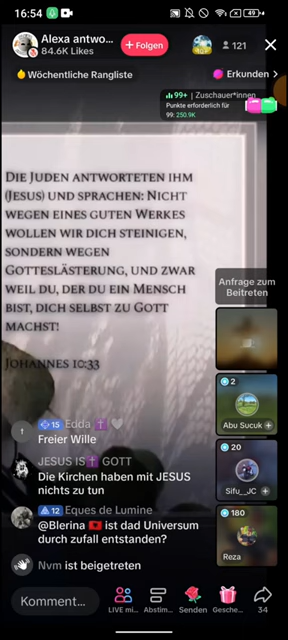 16:54
49
Alexa antwo...
84.6K Likes
+ Folgen
121
Wöchentliche Rangliste
Erkunden >
99+ | Zuschauer*innen
Punkte erforderlich für
99: 250.9K
Die Juden antworteten ihm
(Jesus) und sprachen: Nicht
wegen eines guten Werkes
wollen wir dich steinigen,
sondern wegen
Gotteslästerung, und zwar
weil du, der du ein Mensch
bist, dich selbst zu Gott
machst!
Johannes 10:33
Anfrage zum
Beitreten
2
Abu Sucuk +
20
Sifu_JC +
180
Reza
15 Edda ✝️ 🤍
Freier Wille
JESUS IS✝️ GOTT
Die Kirchen haben mit JESUS
nichts zu tun
12 Eques de Lumine
@Blerina 🇦🇱 ist dad Universum
durch zufall entstanden?
Nvm ist beigetreten
Komment...
LIVE mi...
Abstim...
Senden
Gesche...
34